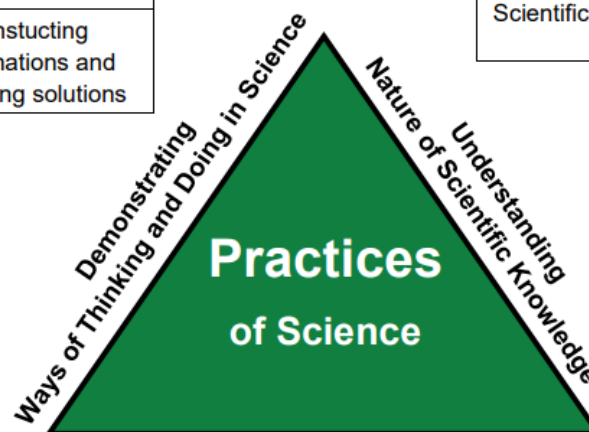 nstucting
nations and
ng solutions
Scientific
Demonstrating
Ways of Thinking and Doing in Science
Understanding
Nature of Scientific Knowledge
Practices
of Science